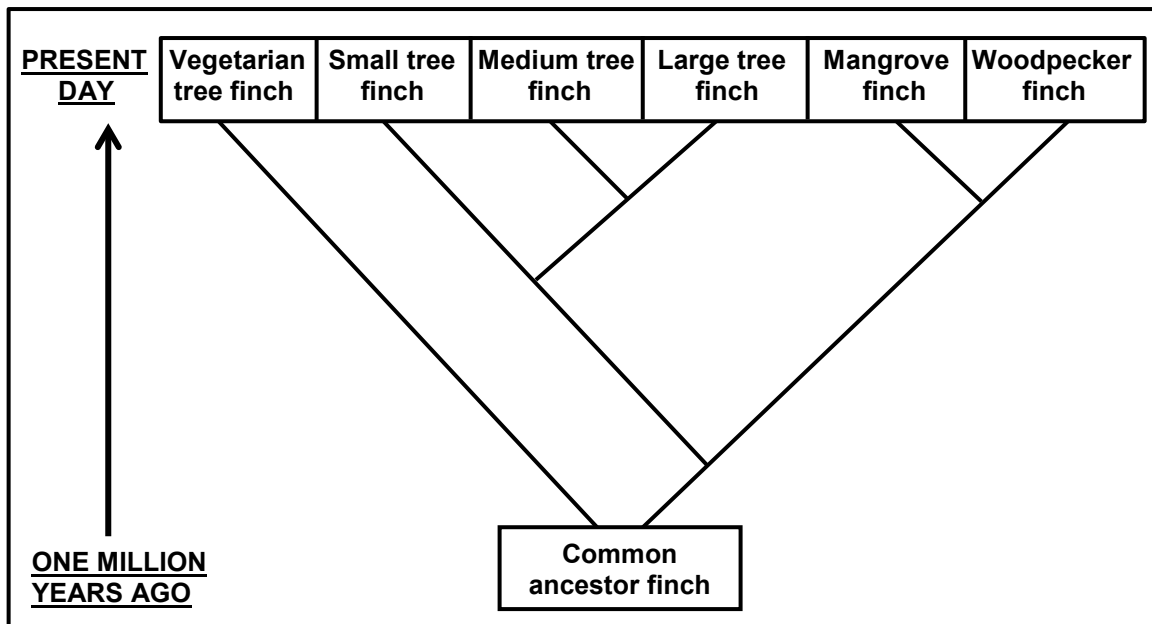 PRESENT
DAY
Vegetarian
tree finch
Small tree
finch
Medium tree
finch
Large tree
finch
Mangrove
finch
Woodpecker
finch
ONE MILLION
YEARS AGO
Common
ancestor finch